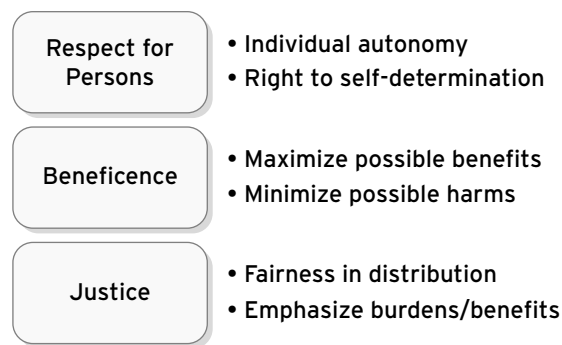 Respect for
Persons
• Individual autonomy
• Right to self-determination
Beneficence
• Maximize possible benefits
• Minimize possible harms
Justice
• Fairness in distribution
• Emphasize burdens/benefits